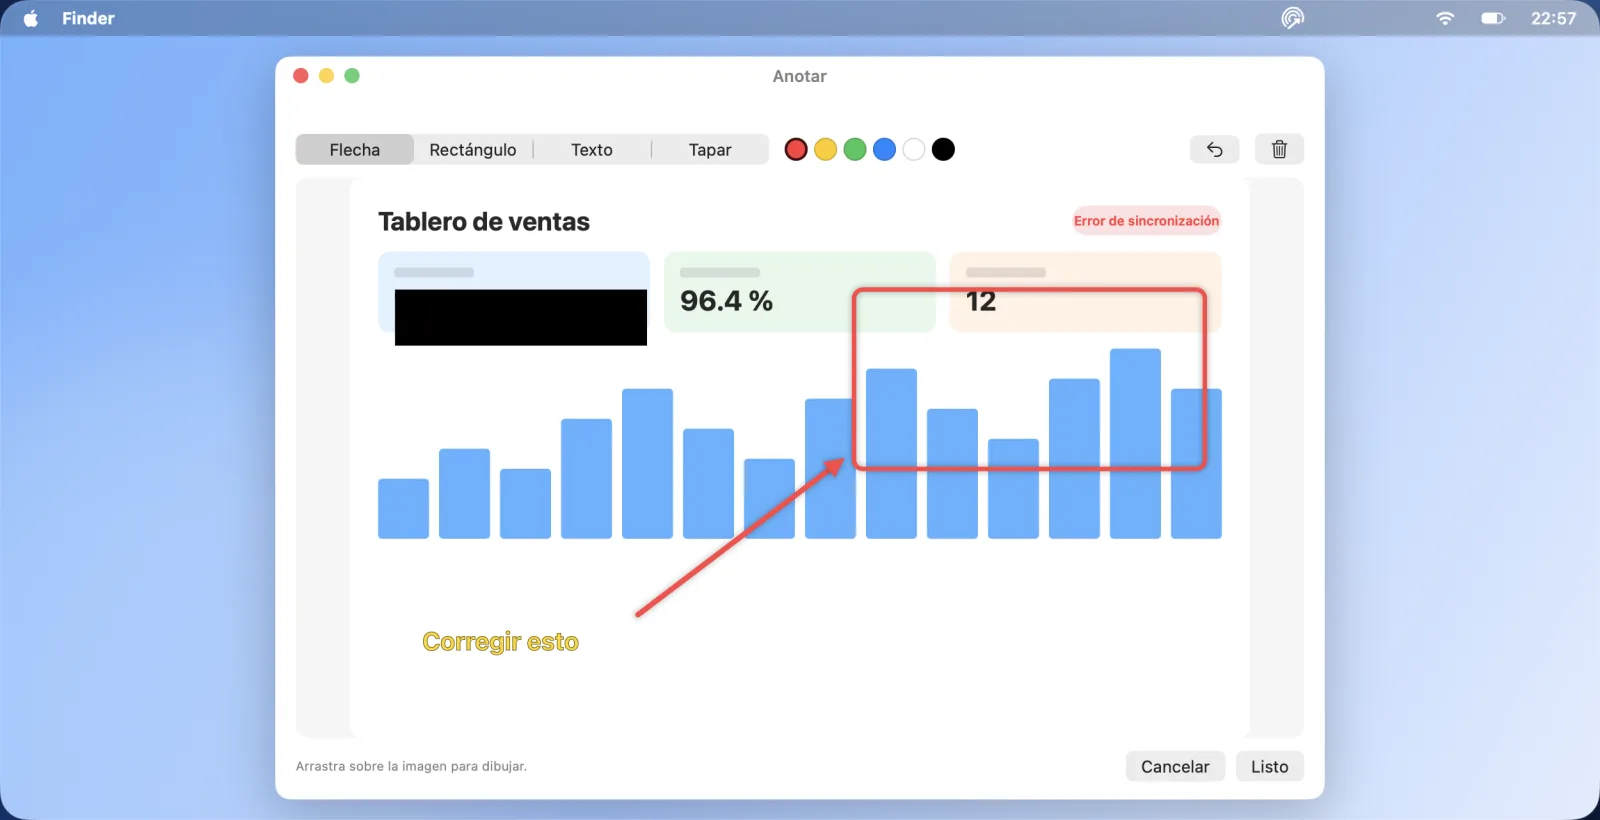 Finder
22:57
Anotar
Flecha
Rectángulo
Texto
Tapar
Tablero de ventas
Error de sincronización
96.4 %
12
Corregir esto
Arrastra sobre la imagen para dibujar.
Cancelar
Listo